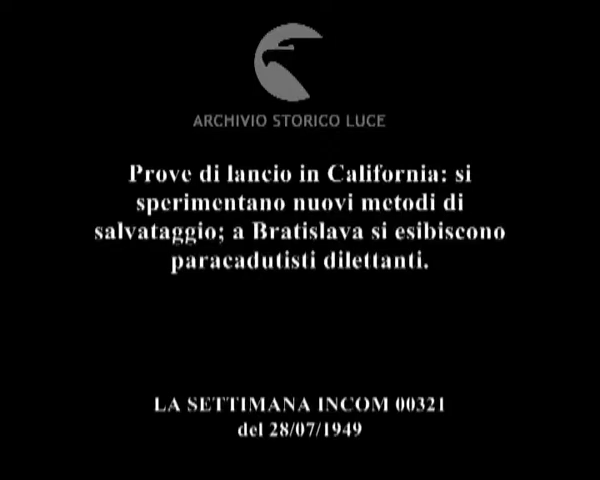 ARCHIVIO STORICO LUCE
Prove di lancio in California: si
sperimentano nuovi metodi di
salvataggio; a Bratislava si esibiscono
paracadutisti dilettanti.
LA SETTIMANA INCOM 00321
del 28/07/1949